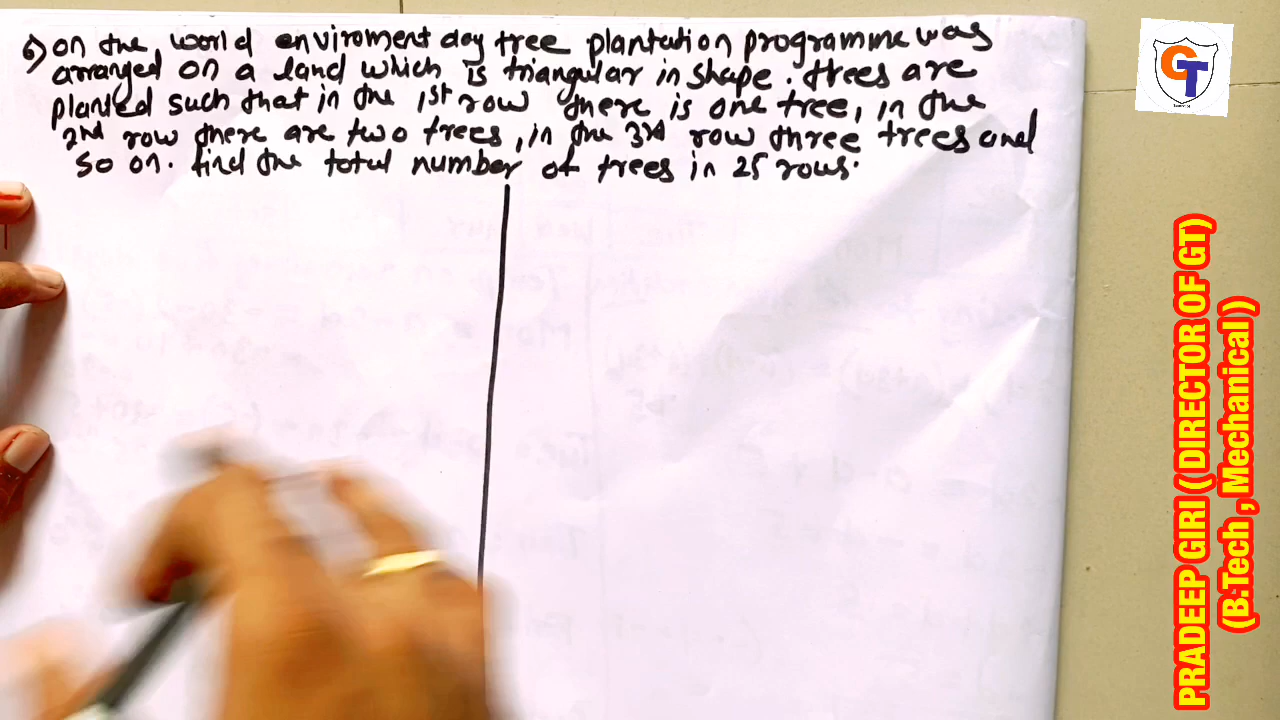 6) on the world enviroment day tree plantation programme was
arranged on a land which is triangular in shape. trees are
planted such that in the 1st row there is one tree, in the
2nd row there are two trees, in the 3rd row three trees and
so on. find the total number of trees in 25 rows.
GT
PRADEEP GIRI ( DIRECTOR OF GT)
(B.Tech , Mechanical )